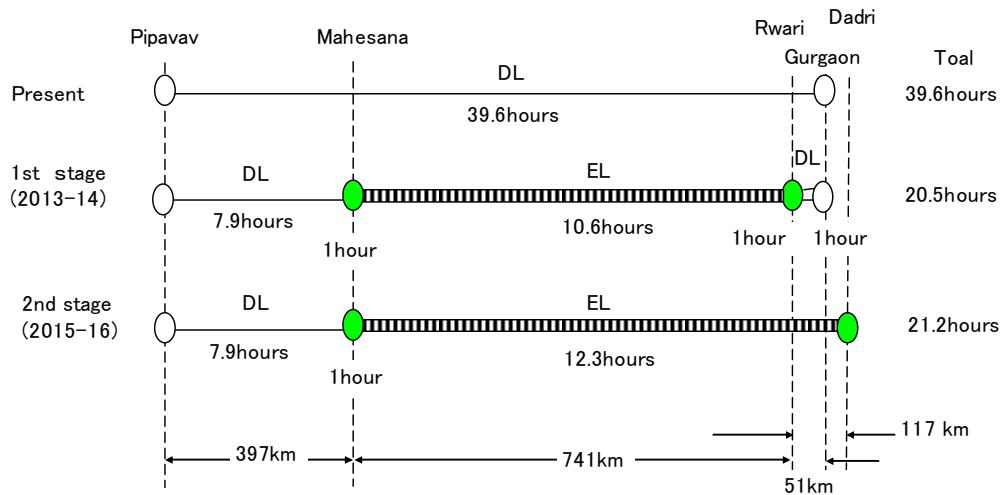 Dadri
Rwari
Pipavav
Mahesana
Gurgaon
Toal
DL
Present
39.6hours
39.6hours
1st stage
(2013-14)
DL
EL
DL
20.5hours
7.9hours
10.6hours
1hour
1hour
1hour
2nd stage
(2015-16)
DL
EL
21.2hours
7.9hours
12.3hours
1hour
117 km
397km
741km
51km